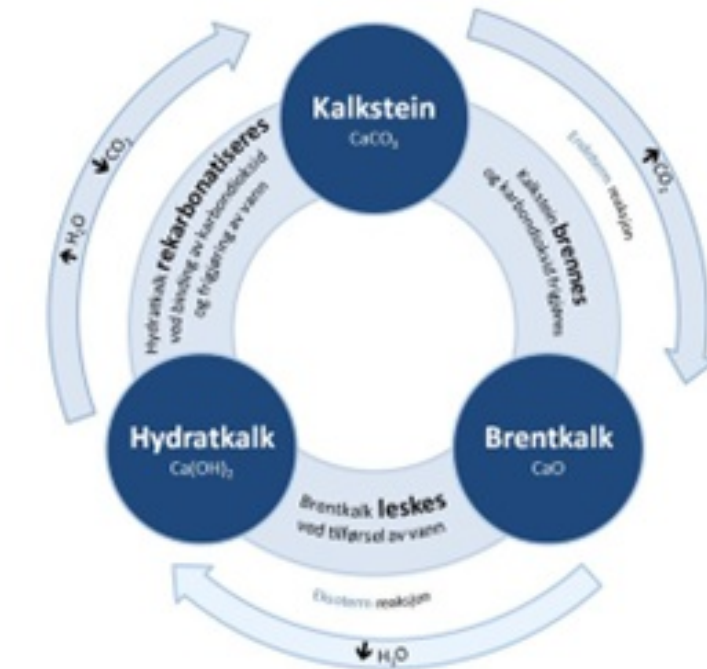 Kalkstein
CaCO₃
Kalkstein brennes
og karbondioksid frigjøres
Endoterm reaksjon
↑CO₂
Brentkalk
CaO
Brentkalk leskes
ved tilførsel av vann
Eksoterm reaksjon
↓H₂O
Hydratkalk
Ca(OH)₂
Hydratkalk rekarbonatiseres
ved binding av karbondioksid
og frigjøring av vann
↑H₂O
↓CO₂